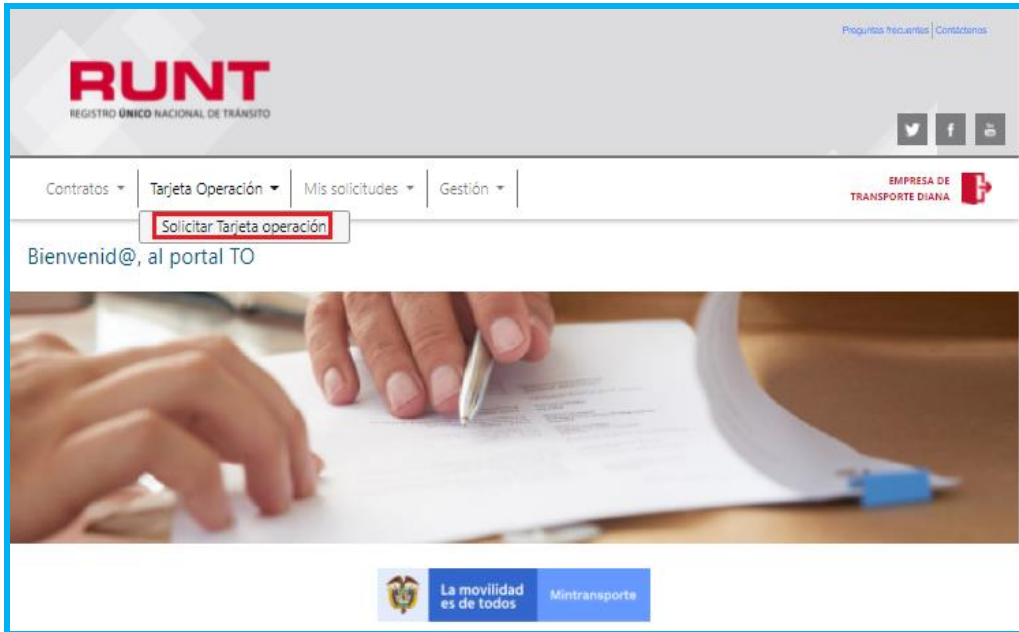 Preguntas frecuentes Contáctenos
RUNT
REGISTRO ÚNICO NACIONAL DE TRÁNSITO
Contratos Tarjeta Operación Mis solicitudes Gestión
EMPRESA DE
TRANSPORTE DIANA
Solicitar Tarjeta operación
Bienvenid@, al portal TO
La movilidad
es de todos
Mintransporte